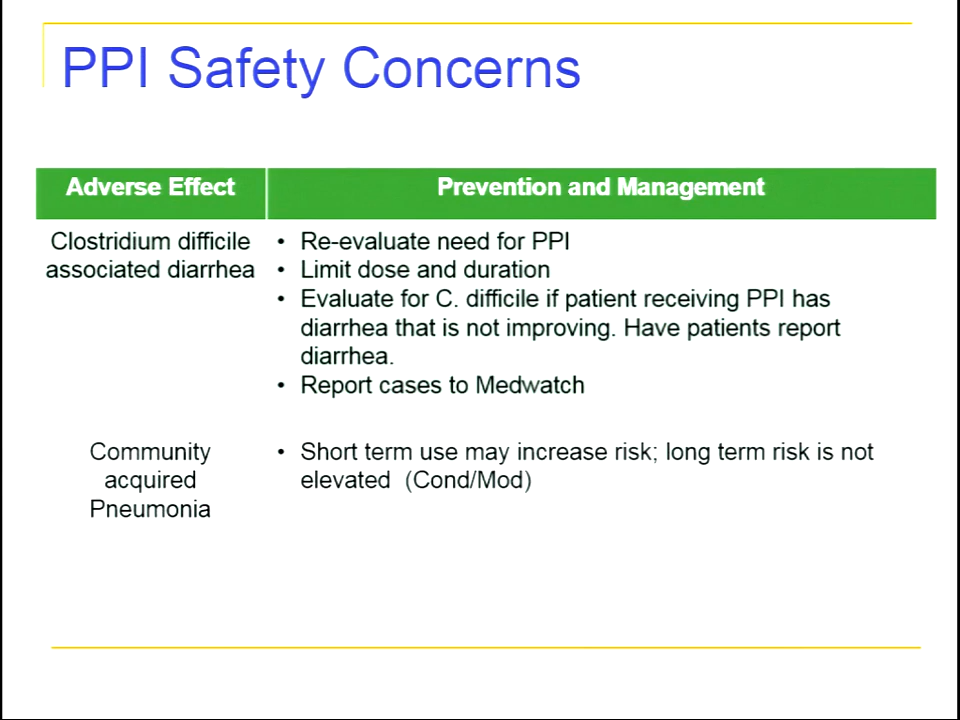 PPI Safety Concerns
Adverse Effect
Prevention and Management
Clostridium difficile
associated diarrhea
• Re-evaluate need for PPI
• Limit dose and duration
• Evaluate for C. difficile if patient receiving PPI has
diarrhea that is not improving. Have patients report
diarrhea.
• Report cases to Medwatch
Community
acquired
Pneumonia
• Short term use may increase risk; long term risk is not
elevated (Cond/Mod)